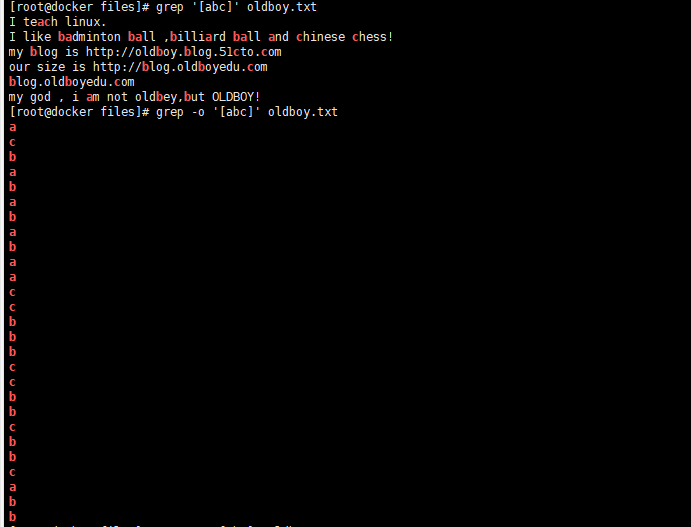 [root@docker files]# grep '[abc]' oldboy.txt
I teach linux.
I like badminton ball ,billiard ball and chinese chess!
my blog is http://oldboy.blog.51cto.com
our size is http://blog.oldboyedu.com
blog.oldboyedu.com
my god , i am not oldbey,but OLDBOY!
[root@docker files]# grep -o '[abc]' oldboy.txt
a
c
b
a
b
a
b
a
b
a
a
c
c
b
b
b
c
c
b
b
c
b
b
c
a
b
b